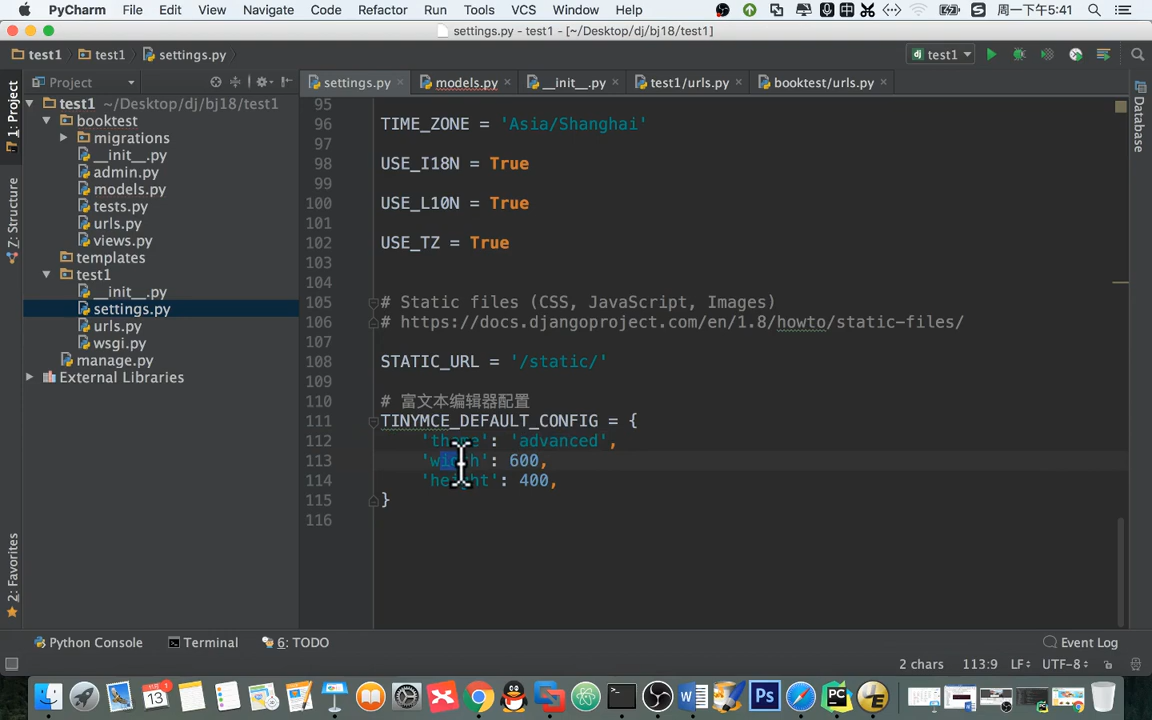 PyCharm File Edit View Navigate Code Refactor Run Tools VCS Window Help 周一下午5:41
settings.py - test1 - [~/Desktop/dj/bj18/test1]
test1 test1 settings.py test1
Project settings.py models.py __init__.py test1/urls.py booktest/urls.py
1: Project
7: Structure
2: Favorites
Database
test1 ~/Desktop/dj/bj18/test1
booktest
migrations
__init__.py
admin.py
models.py
tests.py
urls.py
views.py
templates
test1
__init__.py
settings.py
urls.py
wsgi.py
manage.py
External Libraries
95
96 TIME_ZONE = 'Asia/Shanghai'
97
98 USE_I18N = True
99
100 USE_L10N = True
101
102 USE_TZ = True
103
104
105 # Static files (CSS, JavaScript, Images)
106 # https://docs.djangoproject.com/en/1.8/howto/static-files/
107
108 STATIC_URL = '/static/'
109
110 # 富文本编辑器配置
111 TINYMCE_DEFAULT_CONFIG = {
112 'theme': 'advanced',
113 'width': 600,
114 'height': 400,
115 }
116
Python Console Terminal 6: TODO Event Log
2 chars 113:9 LF÷ UTF-8÷
13
W Ps PC